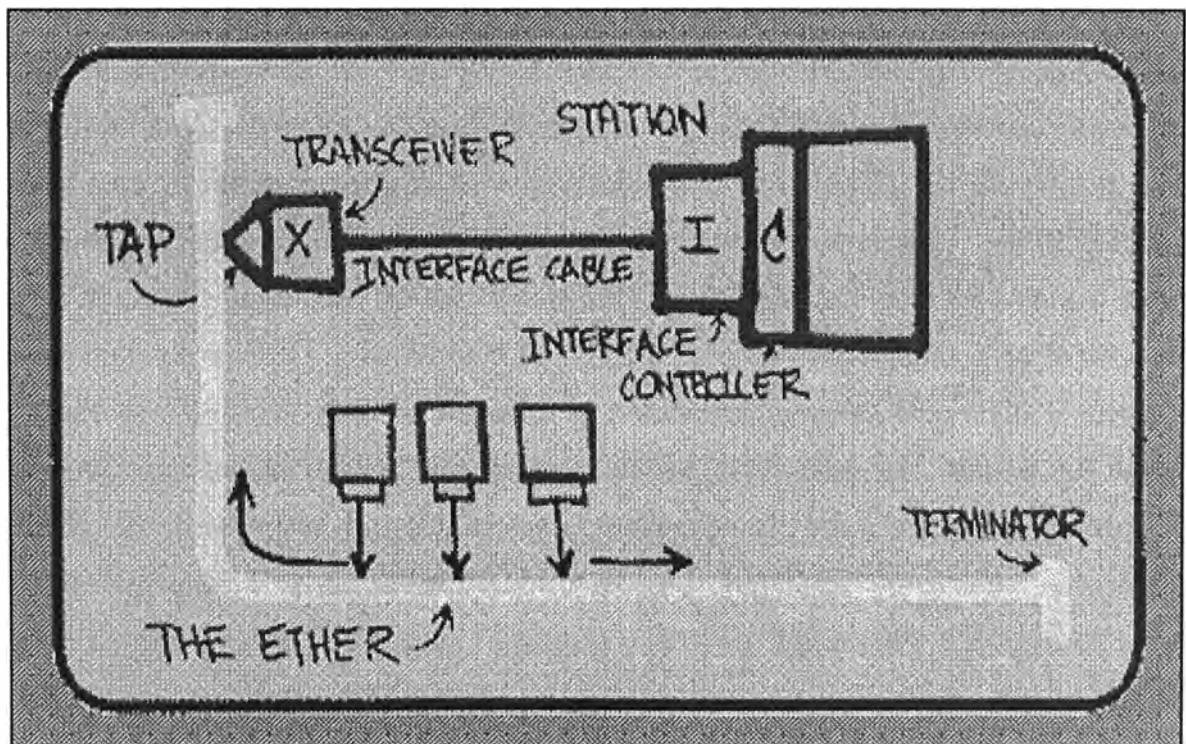 STATION
TRANSCEIVER
TAP
X
I
C
INTERFACE CABLE
INTERFACE
CONTROLLER
TERMINATOR
THE ETHER